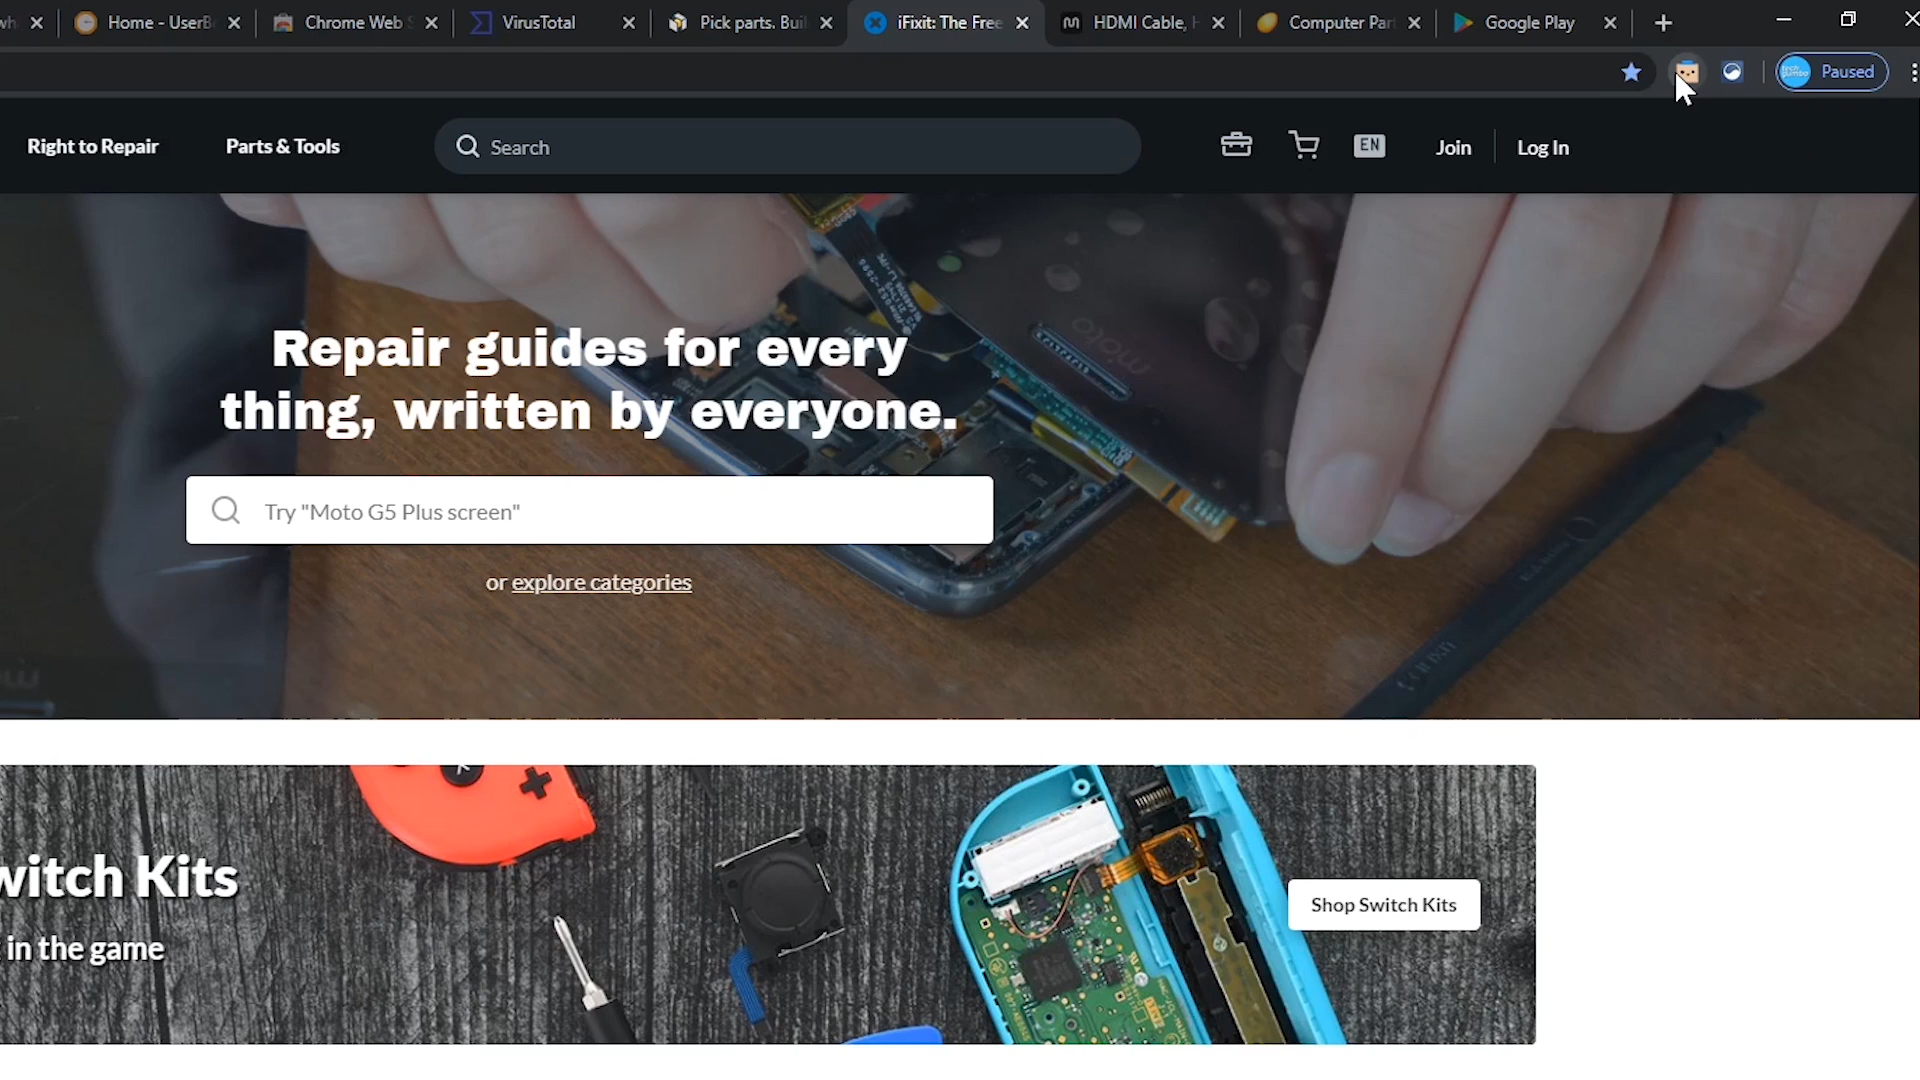 Home - UserB
Chrome Web S
VirusTotal
Pick parts. Bui
iFixit: The Free
HDMI Cable, H
Computer Par
Google Play
Paused
Right to Repair
Parts & Tools
Search
EN
Join
Log In
Repair guides for every
thing, written by everyone.
Try "Moto G5 Plus screen"
or explore categories
moto
witch Kits
in the game
Shop Switch Kits